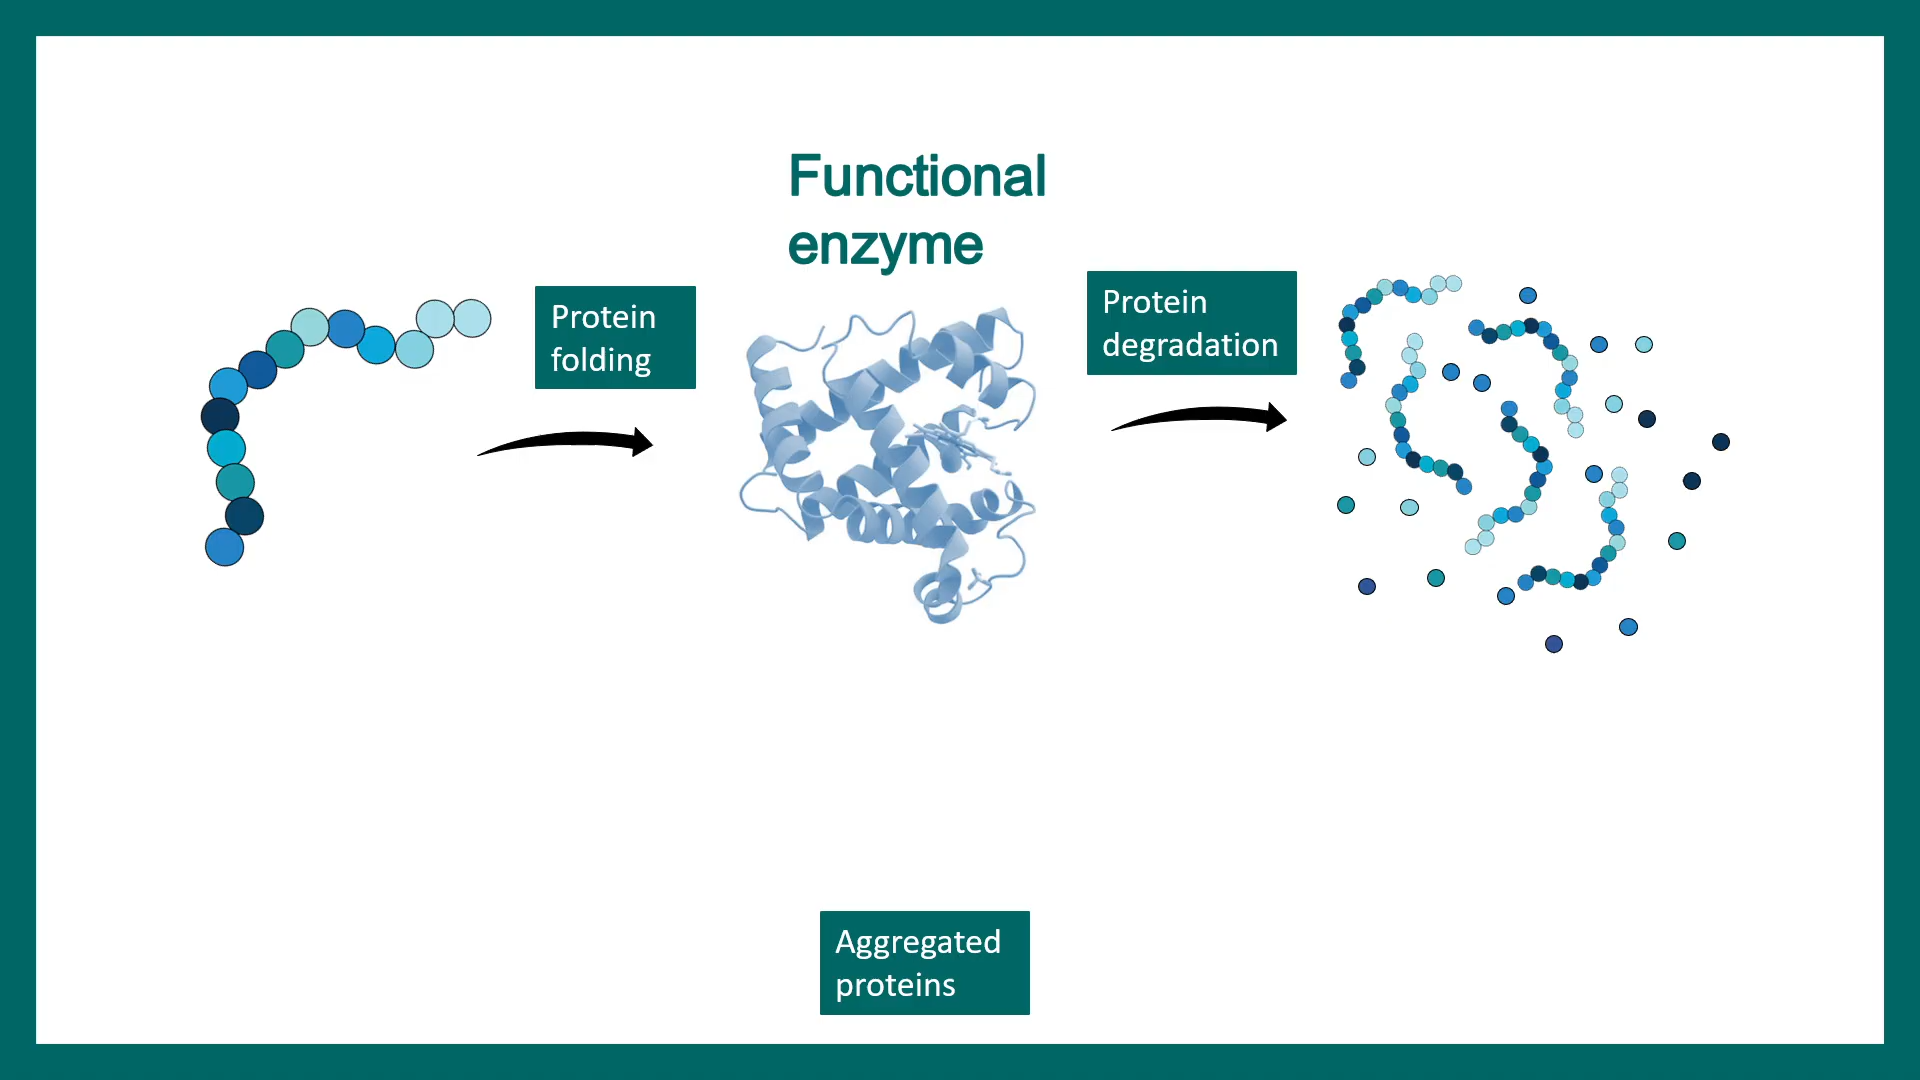 Functional
enzyme
Protein
folding
Protein
degradation
Aggregated
proteins